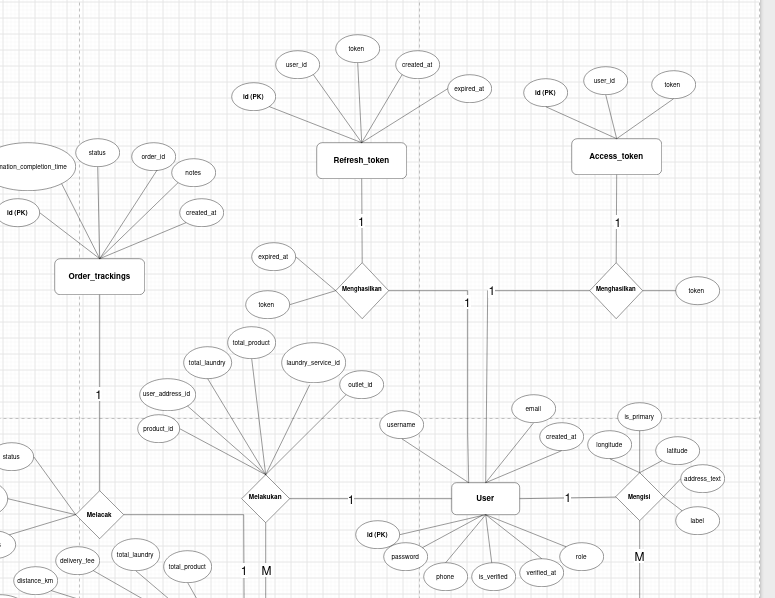 token
user_id
created_at
id (PK)
expired_at
Refresh_token
user_id
id (PK)
token
Access_token
status
order_id
notes
id (PK)
created_at
Order_trackings
1
1
expired_at
token
Menghasilkan
1
1
Menghasilkan
token
total_product
total_laundry
laundry_service_id
user_address_id
outlet_id
product_id
1
username
email
created_at
is_primary
longitude
latitude
address_text
label
status
Melacak
Melakukan
1
User
1
Mengisi
id (PK)
password
phone
is_verified
verified_at
role
M
1
M
delivery_fee
total_laundry
total_product
distance_km